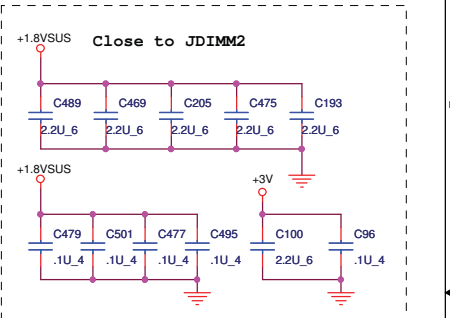 +1.8VSUS Close to JDIMM2
C489 C469 C205 C475 C193
2.2U_6 2.2U_6 2.2U_6 2.2U_6 2.2U_6
+1.8VSUS +3V
C479 C501 C477 C495 C100 C96
.1U_4 .1U_4 .1U_4 .1U_4 2.2U_6 .1U_4